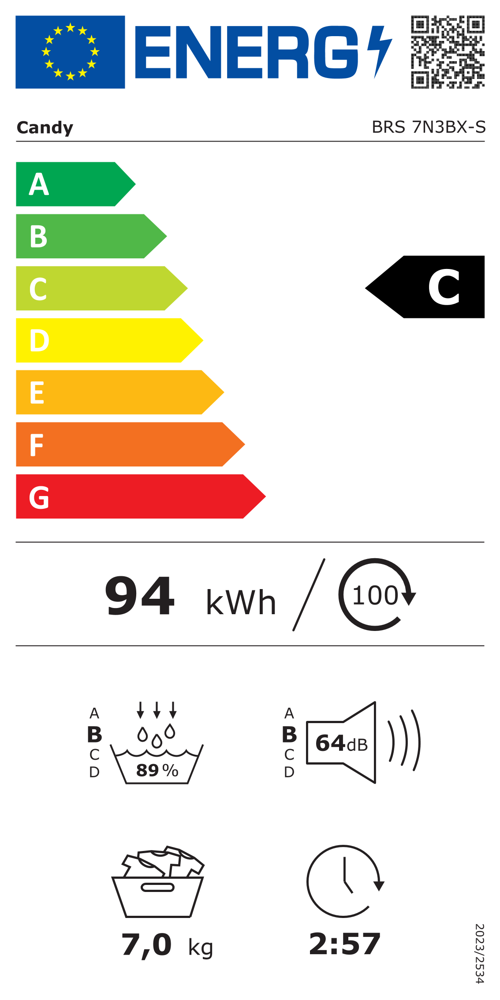 ENERG
Candy
BRS 7N3BX-S
A
B
C
C
D
E
F
G
94 kWh
100
A
B
C
D
89 %
A
B
C
D
64dB
7,0 kg
2:57
2023/2534